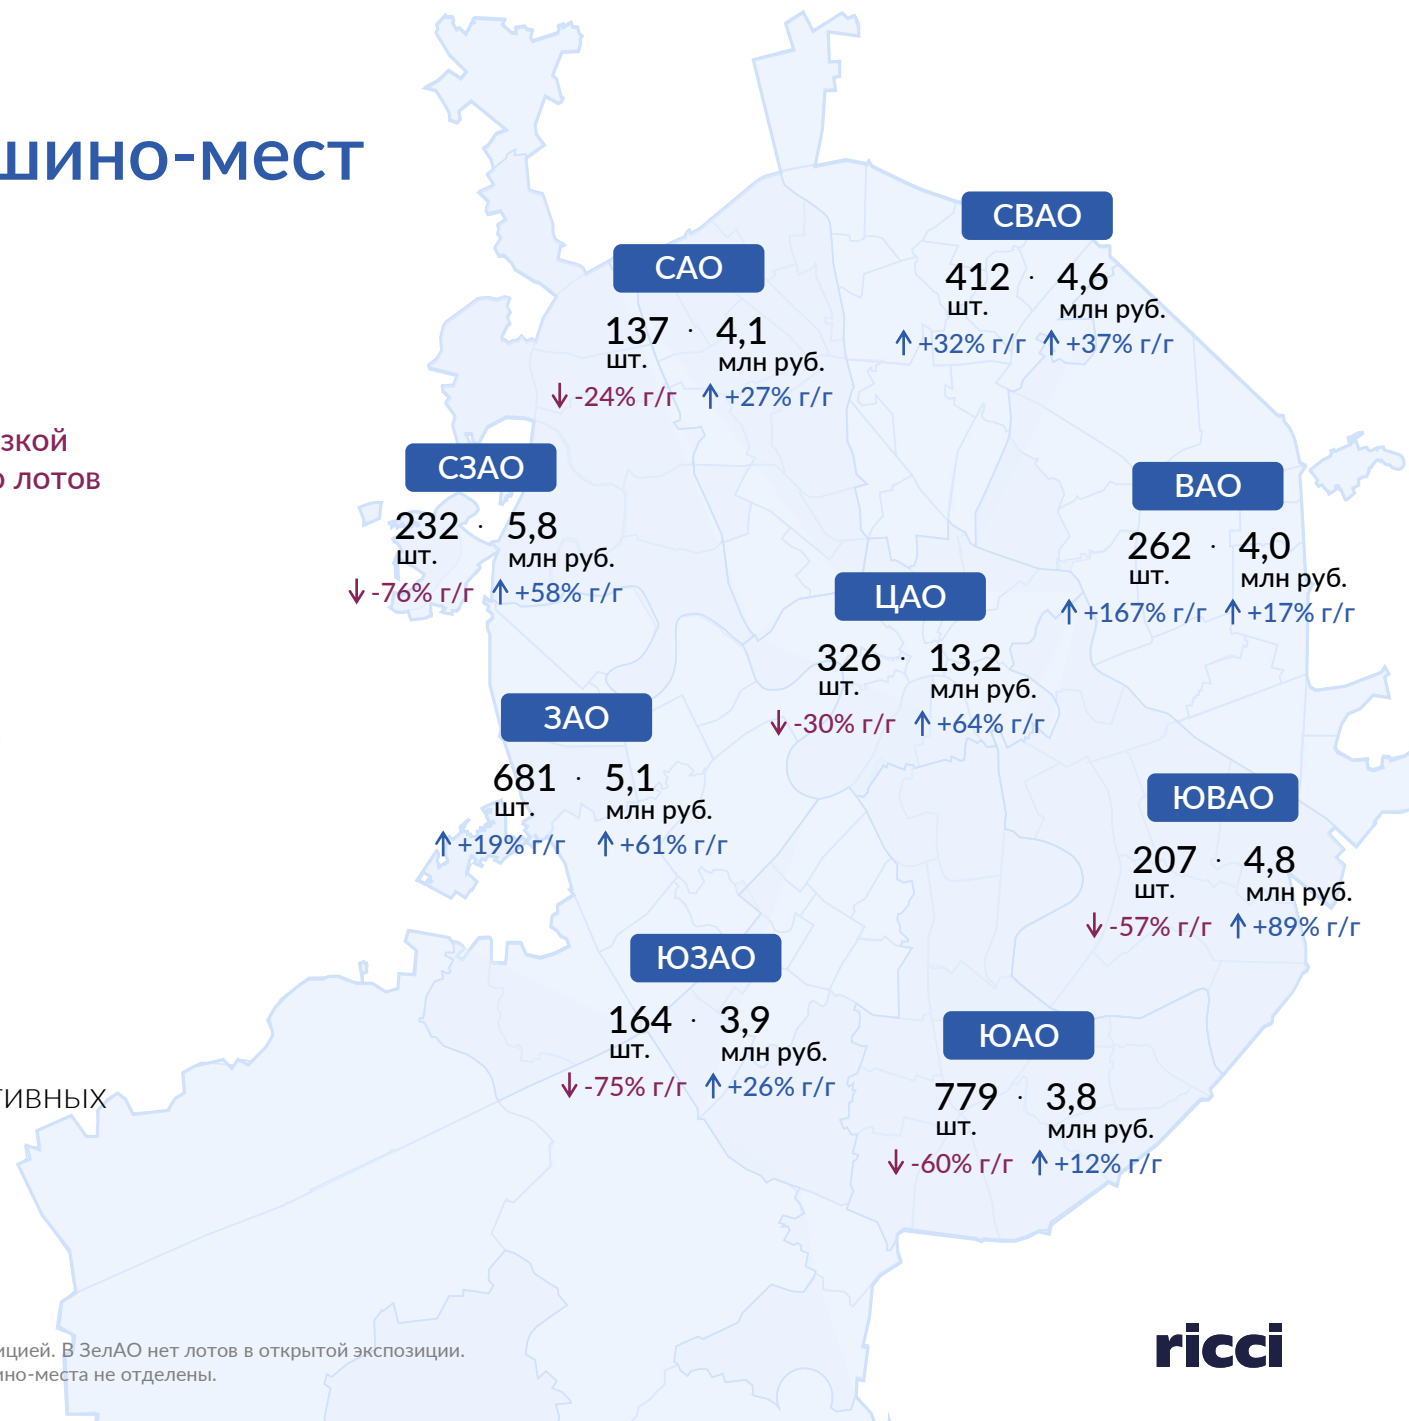 шино-мест
СВАО
412 · 4,6
шт. млн руб.
+32% г/г +37% г/г
САО
137 · 4,1
шт. млн руб.
-24% г/г +27% г/г
зкой
о лотов
СЗАО
232 · 5,8
шт. млн руб.
-76% г/г +58% г/г
ВАО
262 · 4,0
шт. млн руб.
+167% г/г +17% г/г
ЦАО
326 · 13,2
шт. млн руб.
-30% г/г +64% г/г
ЗАО
681 · 5,1
шт. млн руб.
+19% г/г +61% г/г
ЮВАО
207 · 4,8
шт. млн руб.
-57% г/г +89% г/г
ЮЗАО
164 · 3,9
шт. млн руб.
-75% г/г +26% г/г
ЮАО
779 · 3,8
шт. млн руб.
-60% г/г +12% г/г
тивных
ицией. В ЗелАО нет лотов в открытой экспозиции.
ино-места не отделены.
ricci